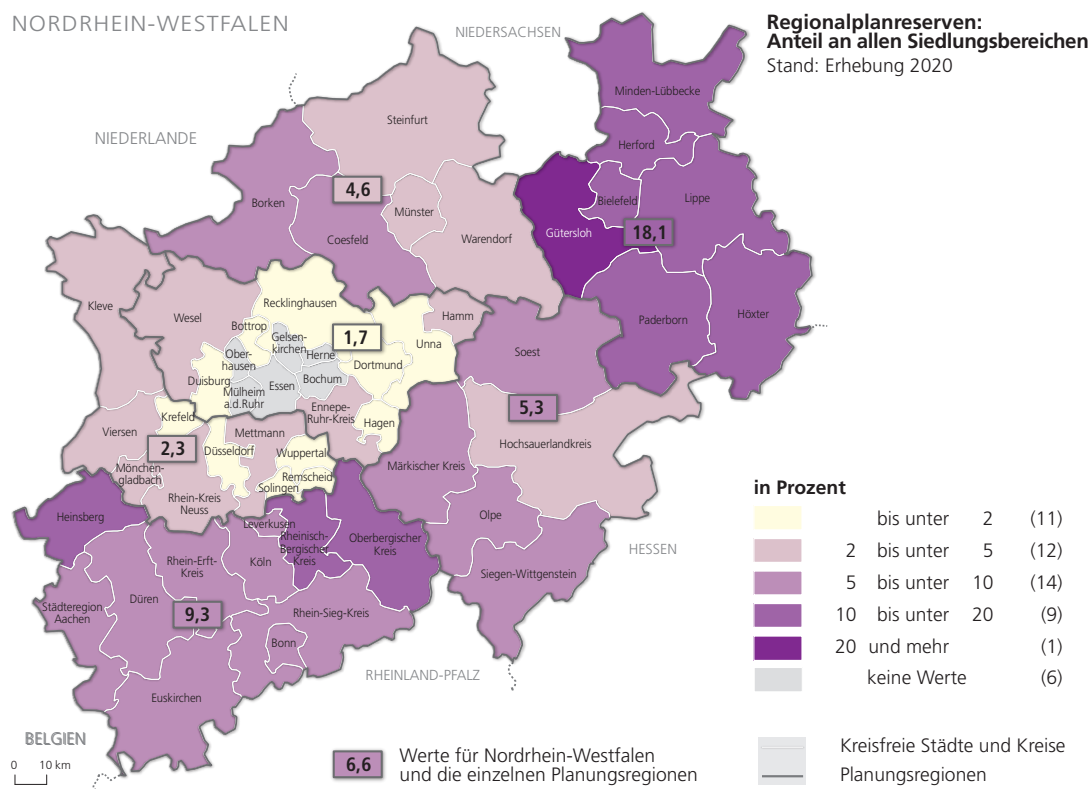 NORDRHEIN-WESTFALEN
NIEDERSACHSEN
Regionalplanreserven:
Anteil an allen Siedlungsbereichen
Stand: Erhebung 2020
NIEDERLANDE
Minden-Lübbecke
Steinfurt
Herford
Borken
4,6
Münster
Bielefeld
Lippe
Coesfeld
Warendorf
Gütersloh
18,1
Kleve
Wesel
Recklinghausen
Bottrop
Gelsen-
kirchen
1,7
Hamm
Unna
Paderborn
Höxter
Ober-
hausen
Herne
Dortmund
Soest
Duisburg
Mülheim
a.d.Ruhr
Essen
Bochum
Krefeld
Ennepe-
Ruhr-Kreis
Hagen
5,3
Viersen
2,3
Mettmann
Düsseldorf
Wuppertal
Hochsauerlandkreis
Mönchen-
gladbach
Remscheid
Solingen
Märkischer Kreis
Rhein-Kreis
Neuss
Heinsberg
Leverkusen
Rheinisch-
Bergischer
Kreis
Oberbergischer
Kreis
Olpe
Rhein-Erft-
Kreis
Köln
Siegen-Wittgenstein
HESSEN
Städteregion
Aachen
Düren
9,3
Rhein-Sieg-Kreis
Bonn
Euskirchen
RHEINLAND-PFALZ
BELGIEN
0 10 km
in Prozent
bis unter 2 (11)
2 bis unter 5 (12)
5 bis unter 10 (14)
10 bis unter 20 (9)
20 und mehr (1)
keine Werte (6)
6,6
Werte für Nordrhein-Westfalen
und die einzelnen Planungsregionen
Kreisfreie Städte und Kreise
Planungsregionen